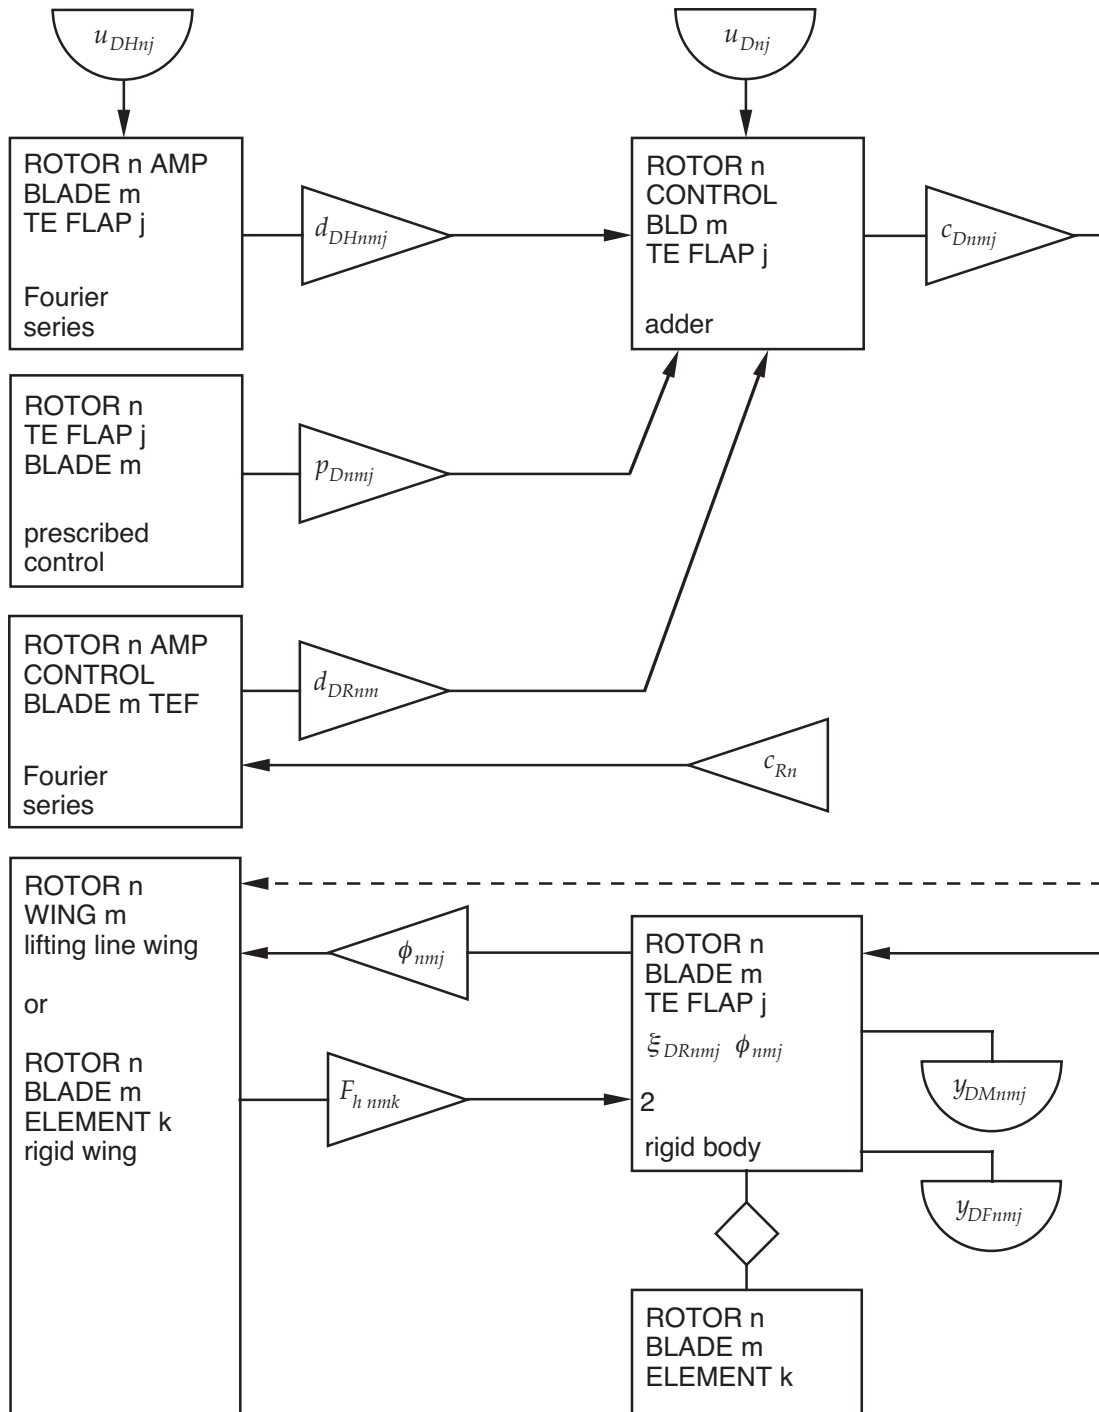 u_DHnj
u_Dnj
ROTOR n AMP
BLADE m
TE FLAP j
Fourier
series
d_DHnmj
ROTOR n
CONTROL
BLD m
TE FLAP j
adder
c_Dnmj
ROTOR n
TE FLAP j
BLADE m
prescribed
control
p_Dnmj
ROTOR n AMP
CONTROL
BLADE m TEF
Fourier
series
d_DRnm
c_Rn
ROTOR n
WING m
lifting line wing
or
ROTOR n
BLADE m
ELEMENT k
rigid wing
ϕ_nmj
F_h nmk
ROTOR n
BLADE m
TE FLAP j
ξ_DRnmj ϕ_nmj
2
rigid body
y_DMnmj
y_DFnmj
ROTOR n
BLADE m
ELEMENT k